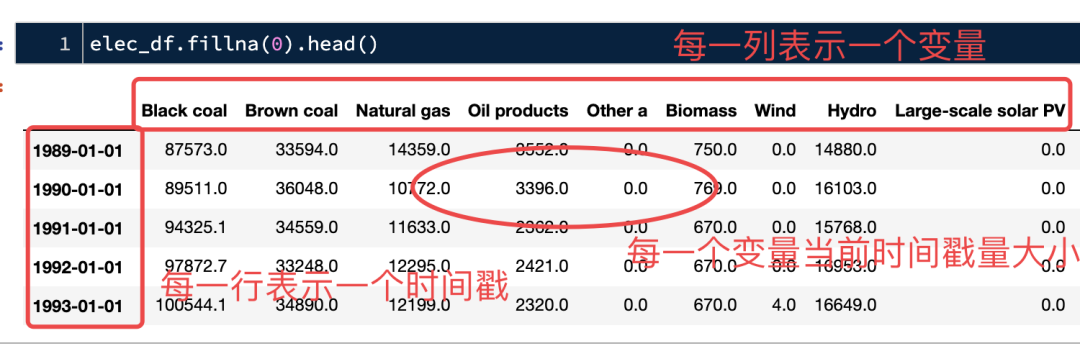 1 elec_df.fillna(0).head()
每一列表示一个变量
Black coal Brown coal Natural gas Oil products Other a Biomass Wind Hydro Large-scale solar PV
1989-01-01 87573.0 33594.0 14359.0 3552.0 0.0 750.0 0.0 14880.0 0.0
1990-01-01 89511.0 36048.0 10772.0 3396.0 0.0 769.0 0.0 16103.0 0.0
1991-01-01 94325.1 34559.0 11633.0 2362.0 0.0 670.0 0.0 15768.0 0.0
每一个变量当前时间戳量大小
1992-01-01 97872.7 33248.0 12295.0 2421.0 0.0 670.0 0.0 16953.0 0.0
每一行表示一个时间戳
1993-01-01 100544.1 34890.0 12199.0 2320.0 0.0 670.0 4.0 16649.0 0.0